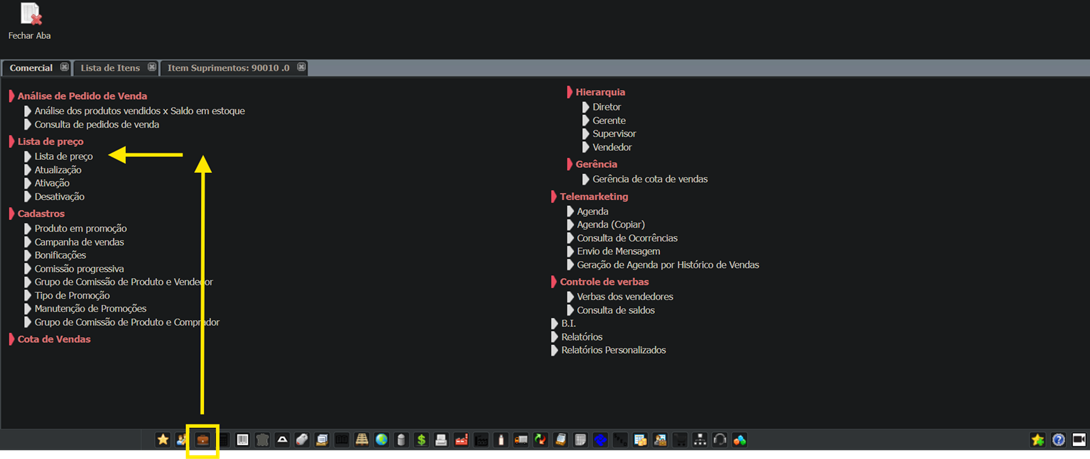 Fechar Aba
Comercial
Lista de Itens
Item Suprimentos: 90010 .0
Análise de Pedido de Venda
Análise dos produtos vendidos x Saldo em estoque
Consulta de pedidos de venda
Lista de preço
Lista de preço
Atualização
Ativação
Desativação
Cadastros
Produto em promoção
Campanha de vendas
Bonificações
Comissão progressiva
Grupo de Comissão de Produto e Vendedor
Tipo de Promoção
Manutenção de Promoções
Grupo de Comissão de Produto e Comprador
Cota de Vendas
Hierarquia
Diretor
Gerente
Supervisor
Vendedor
Gerência
Gerência de cota de vendas
Telemarketing
Agenda
Agenda (Copiar)
Consulta de Ocorrências
Envio de Mensagem
Geração de Agenda por Histórico de Vendas
Controle de verbas
Verbas dos vendedores
Consulta de saldos
B.I.
Relatórios
Relatórios Personalizados